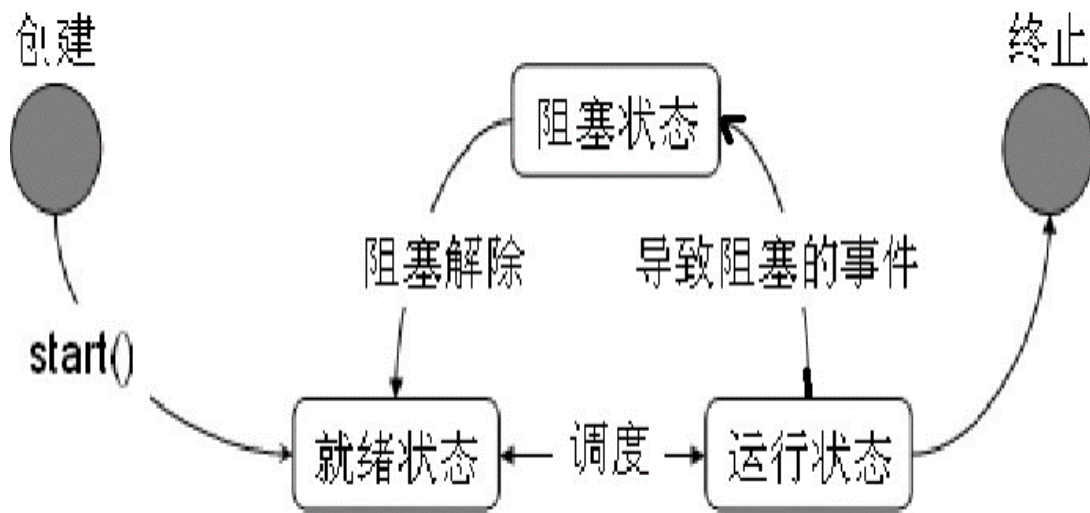 创建
终止
阻塞状态
阻塞解除
导致阻塞的事件
start()
就绪状态
调度
运行状态